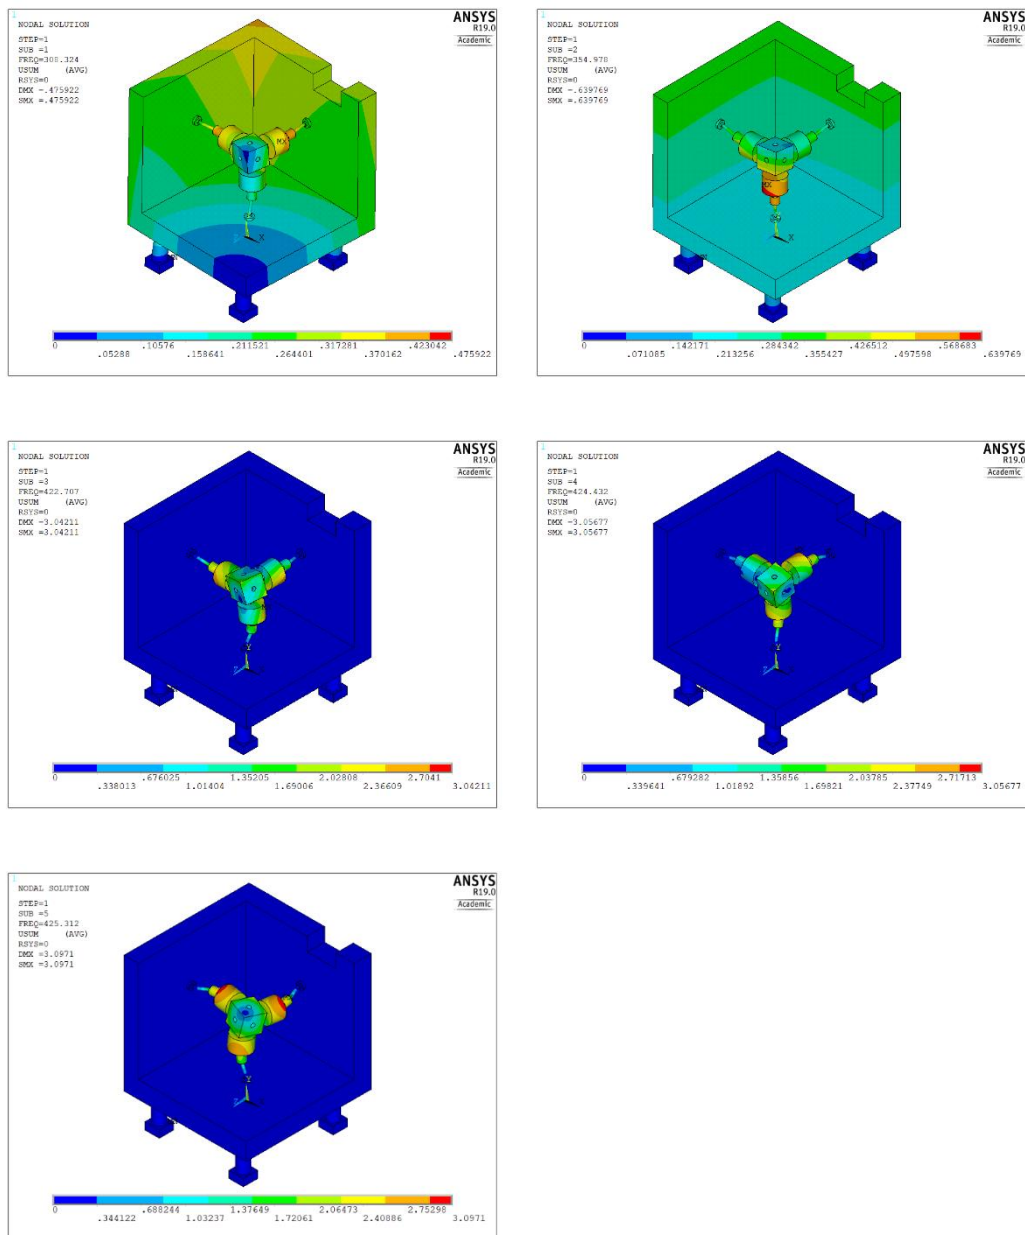 1
NODAL SOLUTION
STEP=1
SUB =1
FREQ=308.324
USUM (AVG)
RSYS=0
DMX =.475922
SMX =.475922
ANSYS
R19.0
Academic
MX
X
0 .10576 .211521 .317281 .423042
.05288 .158641 .264401 .370162 .475922
1
NODAL SOLUTION
STEP=1
SUB =2
FREQ=354.978
USUM (AVG)
RSYS=0
DMX =.639769
SMX =.639769
ANSYS
R19.0
Academic
MX
X
0 .142171 .284342 .426512 .568683
.071085 .213256 .355427 .497598 .639769
1
NODAL SOLUTION
STEP=1
SUB =3
FREQ=422.707
USUM (AVG)
RSYS=0
DMX =3.04211
SMX =3.04211
ANSYS
R19.0
Academic
Y
Z
0 .676025 1.35205 2.02808 2.7041
.338013 1.01404 1.69006 2.36609 3.04211
1
NODAL SOLUTION
STEP=1
SUB =4
FREQ=424.432
USUM (AVG)
RSYS=0
DMX =3.05677
SMX =3.05677
ANSYS
R19.0
Academic
Y
Z
0 .679282 1.35856 2.03785 2.71713
.339641 1.01892 1.69821 2.37749 3.05677
1
NODAL SOLUTION
STEP=1
SUB =5
FREQ=425.312
USUM (AVG)
RSYS=0
DMX =3.0971
SMX =3.0971
ANSYS
R19.0
Academic
Y
Z
0 .688244 1.37649 2.06473 2.75298
.344122 1.03237 1.72061 2.40886 3.0971